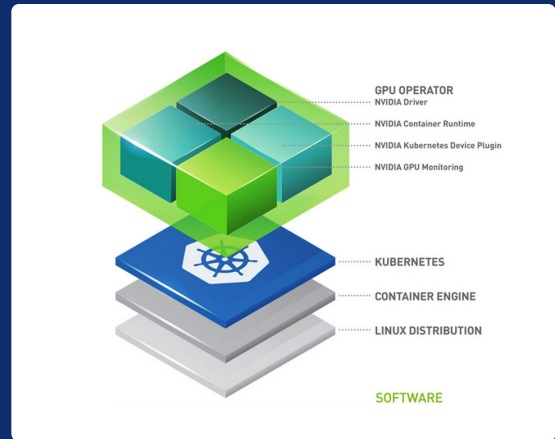 GPU OPERATOR
NVIDIA Driver
NVIDIA Container Runtime
NVIDIA Kubernetes Device Plugin
NVIDIA GPU Monitoring
KUBERNETES
CONTAINER ENGINE
LINUX DISTRIBUTION
SOFTWARE